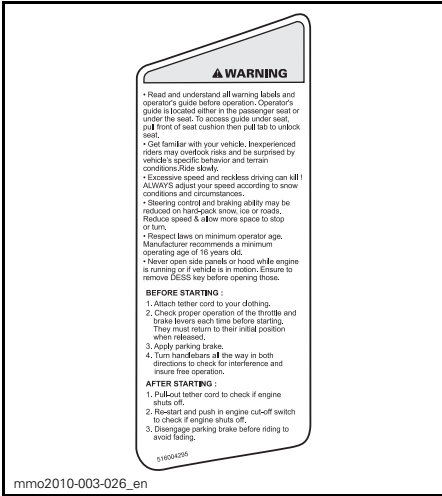 ⚠WARNING
• Read and understand all warning labels and
operator's guide before operation. Operator's
guide is located either in the passenger seat or
under the seat. To access guide under seat,
pull front of seat cushion then pull tab to unlock
seat.
• Get familiar with your vehicle. Inexperienced
riders may overlook risks and be surprised by
vehicle's specific behavior and terrain
conditions.Ride slowly.
• Excessive speed and reckless driving can kill !
ALWAYS adjust your speed according to snow
conditions and circumstances.
• Steering control and braking ability may be
reduced on hard-pack snow, ice or roads.
Reduce speed & allow more space to stop
or turn.
• Respect laws on minimum operator age.
Manufacturer recommends a minimum
operating age of 16 years old.
• Never open side panels or hood while engine
is running or if vehicle is in motion. Ensure to
remove DESS key before opening those.
BEFORE STARTING :
1. Attach tether cord to your clothing.
2. Check proper operation of the throttle and
brake levers each time before starting.
They must return to their initial position
when released.
3. Apply parking brake.
4. Turn handlebars all the way in both
directions to check for interference and
insure free operation.
AFTER STARTING :
1. Pull-out tether cord to check if engine
shuts off.
2. Re-start and push in engine cut-off switch
to check if engine shuts off.
3. Disengage parking brake before riding to
avoid fading.
516004295
mmo2010-003-026_en